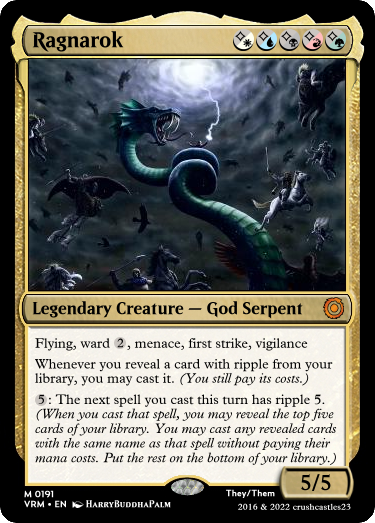 Ragnarok
Legendary Creature — God Serpent
Flying, ward 2, menace, first strike, vigilance
Whenever you reveal a card with ripple from your
library, you may cast it. (You still pay its costs.)
5: The next spell you cast this turn has ripple 5.
(When you cast that spell, you may reveal the top five
cards of your library. You may cast any revealed cards
with the same name as that spell without paying their
mana costs. Put the rest on the bottom of your library.)
5/5
M 0191
VRM • EN HarryBuddhaPalm
They/Them
2016 & 2022 crushcastles23